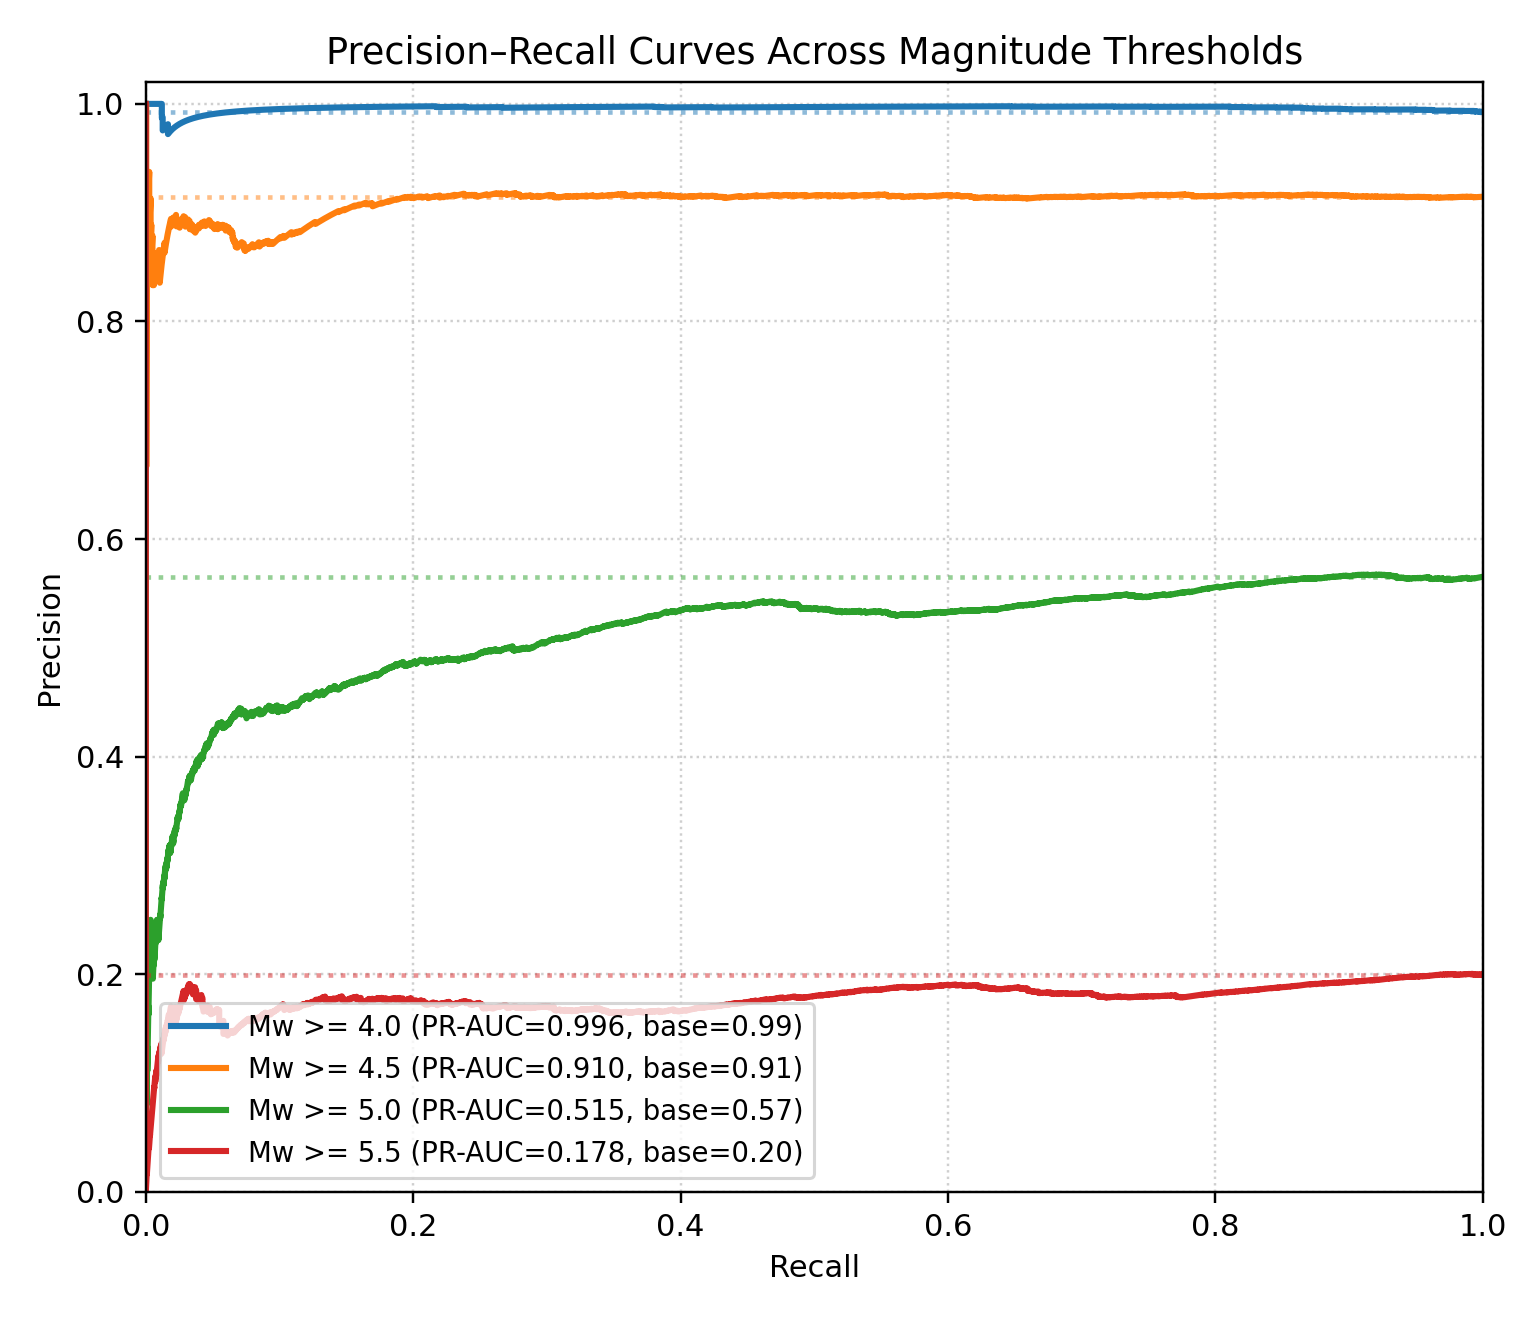 Precision–Recall Curves Across Magnitude Thresholds
Precision
1.0
0.8
0.6
0.4
0.2
0.0
Mw >= 4.0 (PR-AUC=0.996, base=0.99)
Mw >= 4.5 (PR-AUC=0.910, base=0.91)
Mw >= 5.0 (PR-AUC=0.515, base=0.57)
Mw >= 5.5 (PR-AUC=0.178, base=0.20)
0.0 0.2 0.4 0.6 0.8 1.0
Recall